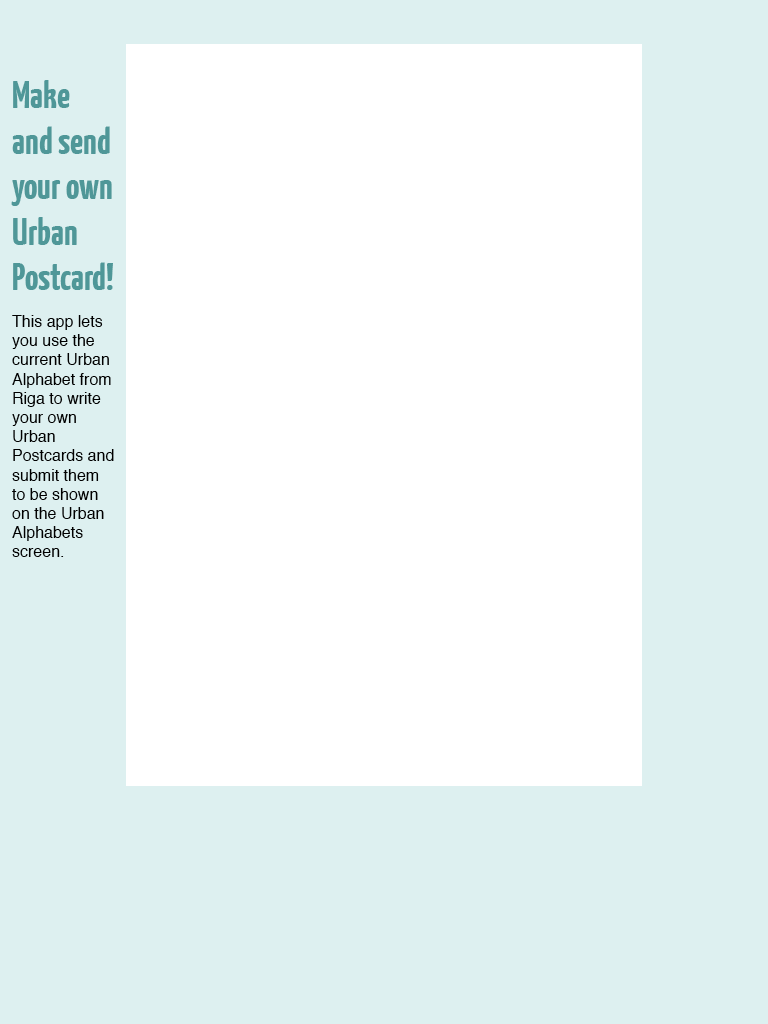 Make
and send
your own
Urban
Postcard!
This app lets
you use the
current Urban
Alphabet from
Riga to write
your own
Urban
Postcards and
submit them
to be shown
on the Urban
Alphabets
screen.